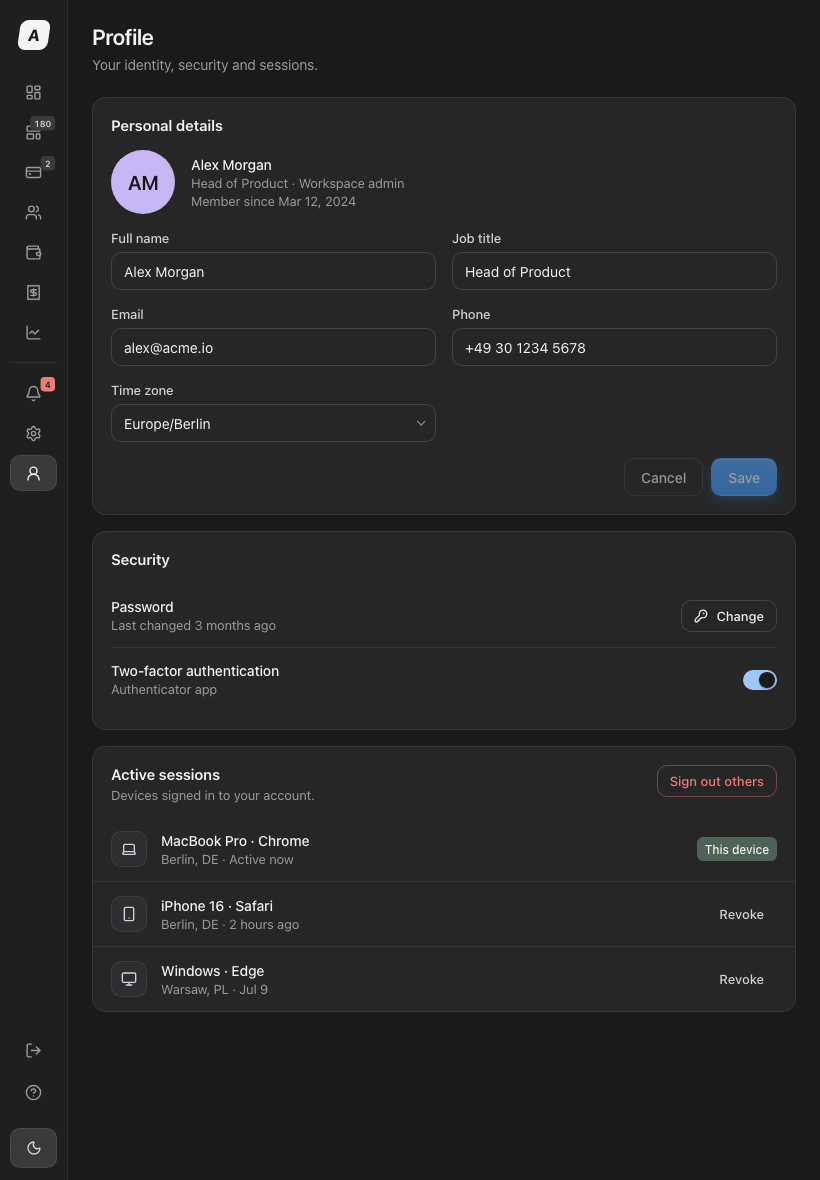 A
180
2
4
Profile
Your identity, security and sessions.
Personal details
AM
Alex Morgan
Head of Product · Workspace admin
Member since Mar 12, 2024
Full name
Job title
Alex Morgan
Head of Product
Email
Phone
alex@acme.io
+49 30 1234 5678
Time zone
Europe/Berlin
Cancel
Save
Security
Password
Last changed 3 months ago
Change
Two-factor authentication
Authenticator app
Active sessions
Devices signed in to your account.
Sign out others
MacBook Pro · Chrome
Berlin, DE · Active now
This device
iPhone 16 · Safari
Berlin, DE · 2 hours ago
Revoke
Windows · Edge
Warsaw, PL · Jul 9
Revoke